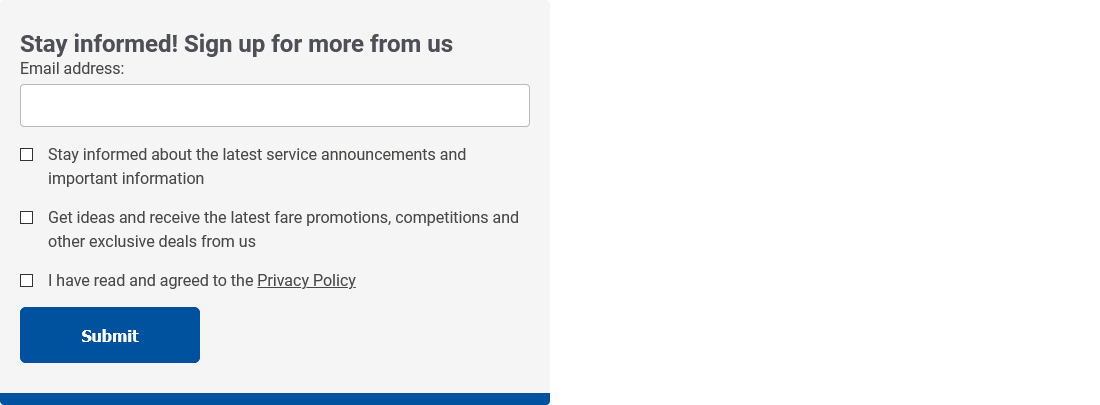 Stay informed! Sign up for more from us
Email address:
Stay informed about the latest service announcements and
important information
Get ideas and receive the latest fare promotions, competitions and
other exclusive deals from us
I have read and agreed to the Privacy Policy
Submit